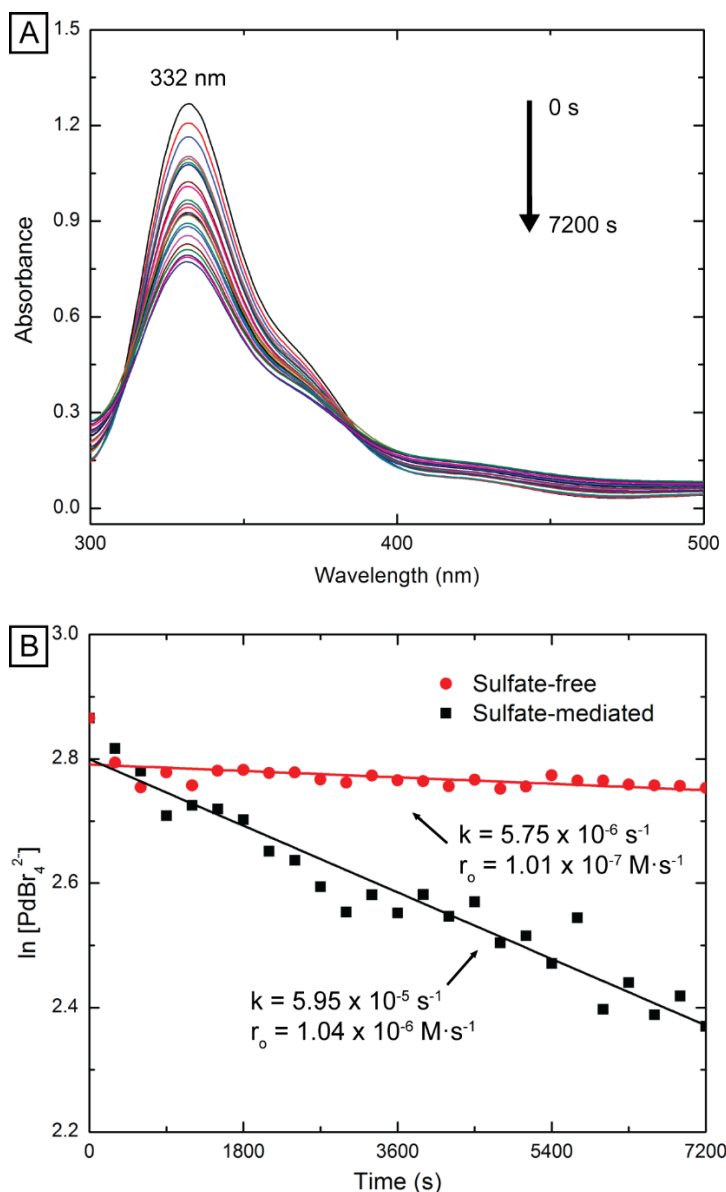 A
332 nm
0 s
7200 s
1.5
1.2
0.9
0.6
0.3
0.0
Absorbance
300
400
500
Wavelength (nm)
B
3.0
2.8
2.6
2.4
2.2
ln [PdBr₄²⁻]
Sulfate-free
Sulfate-mediated
k = 5.75 x 10⁻⁶ s⁻¹
rₒ = 1.01 x 10⁻⁷ M·s⁻¹
k = 5.95 x 10⁻⁵ s⁻¹
rₒ = 1.04 x 10⁻⁶ M·s⁻¹
0
1800
3600
5400
7200
Time (s)